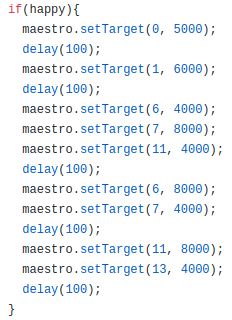 if(happy){
  maestro.setTarget(0, 5000);
  delay(100);
  maestro.setTarget(1, 6000);
  delay(100);
  maestro.setTarget(6, 4000);
  maestro.setTarget(7, 8000);
  maestro.setTarget(11, 4000);
  delay(100);
  maestro.setTarget(6, 8000);
  maestro.setTarget(7, 4000);
  delay(100);
  maestro.setTarget(11, 8000);
  maestro.setTarget(13, 4000);
  delay(100);
}